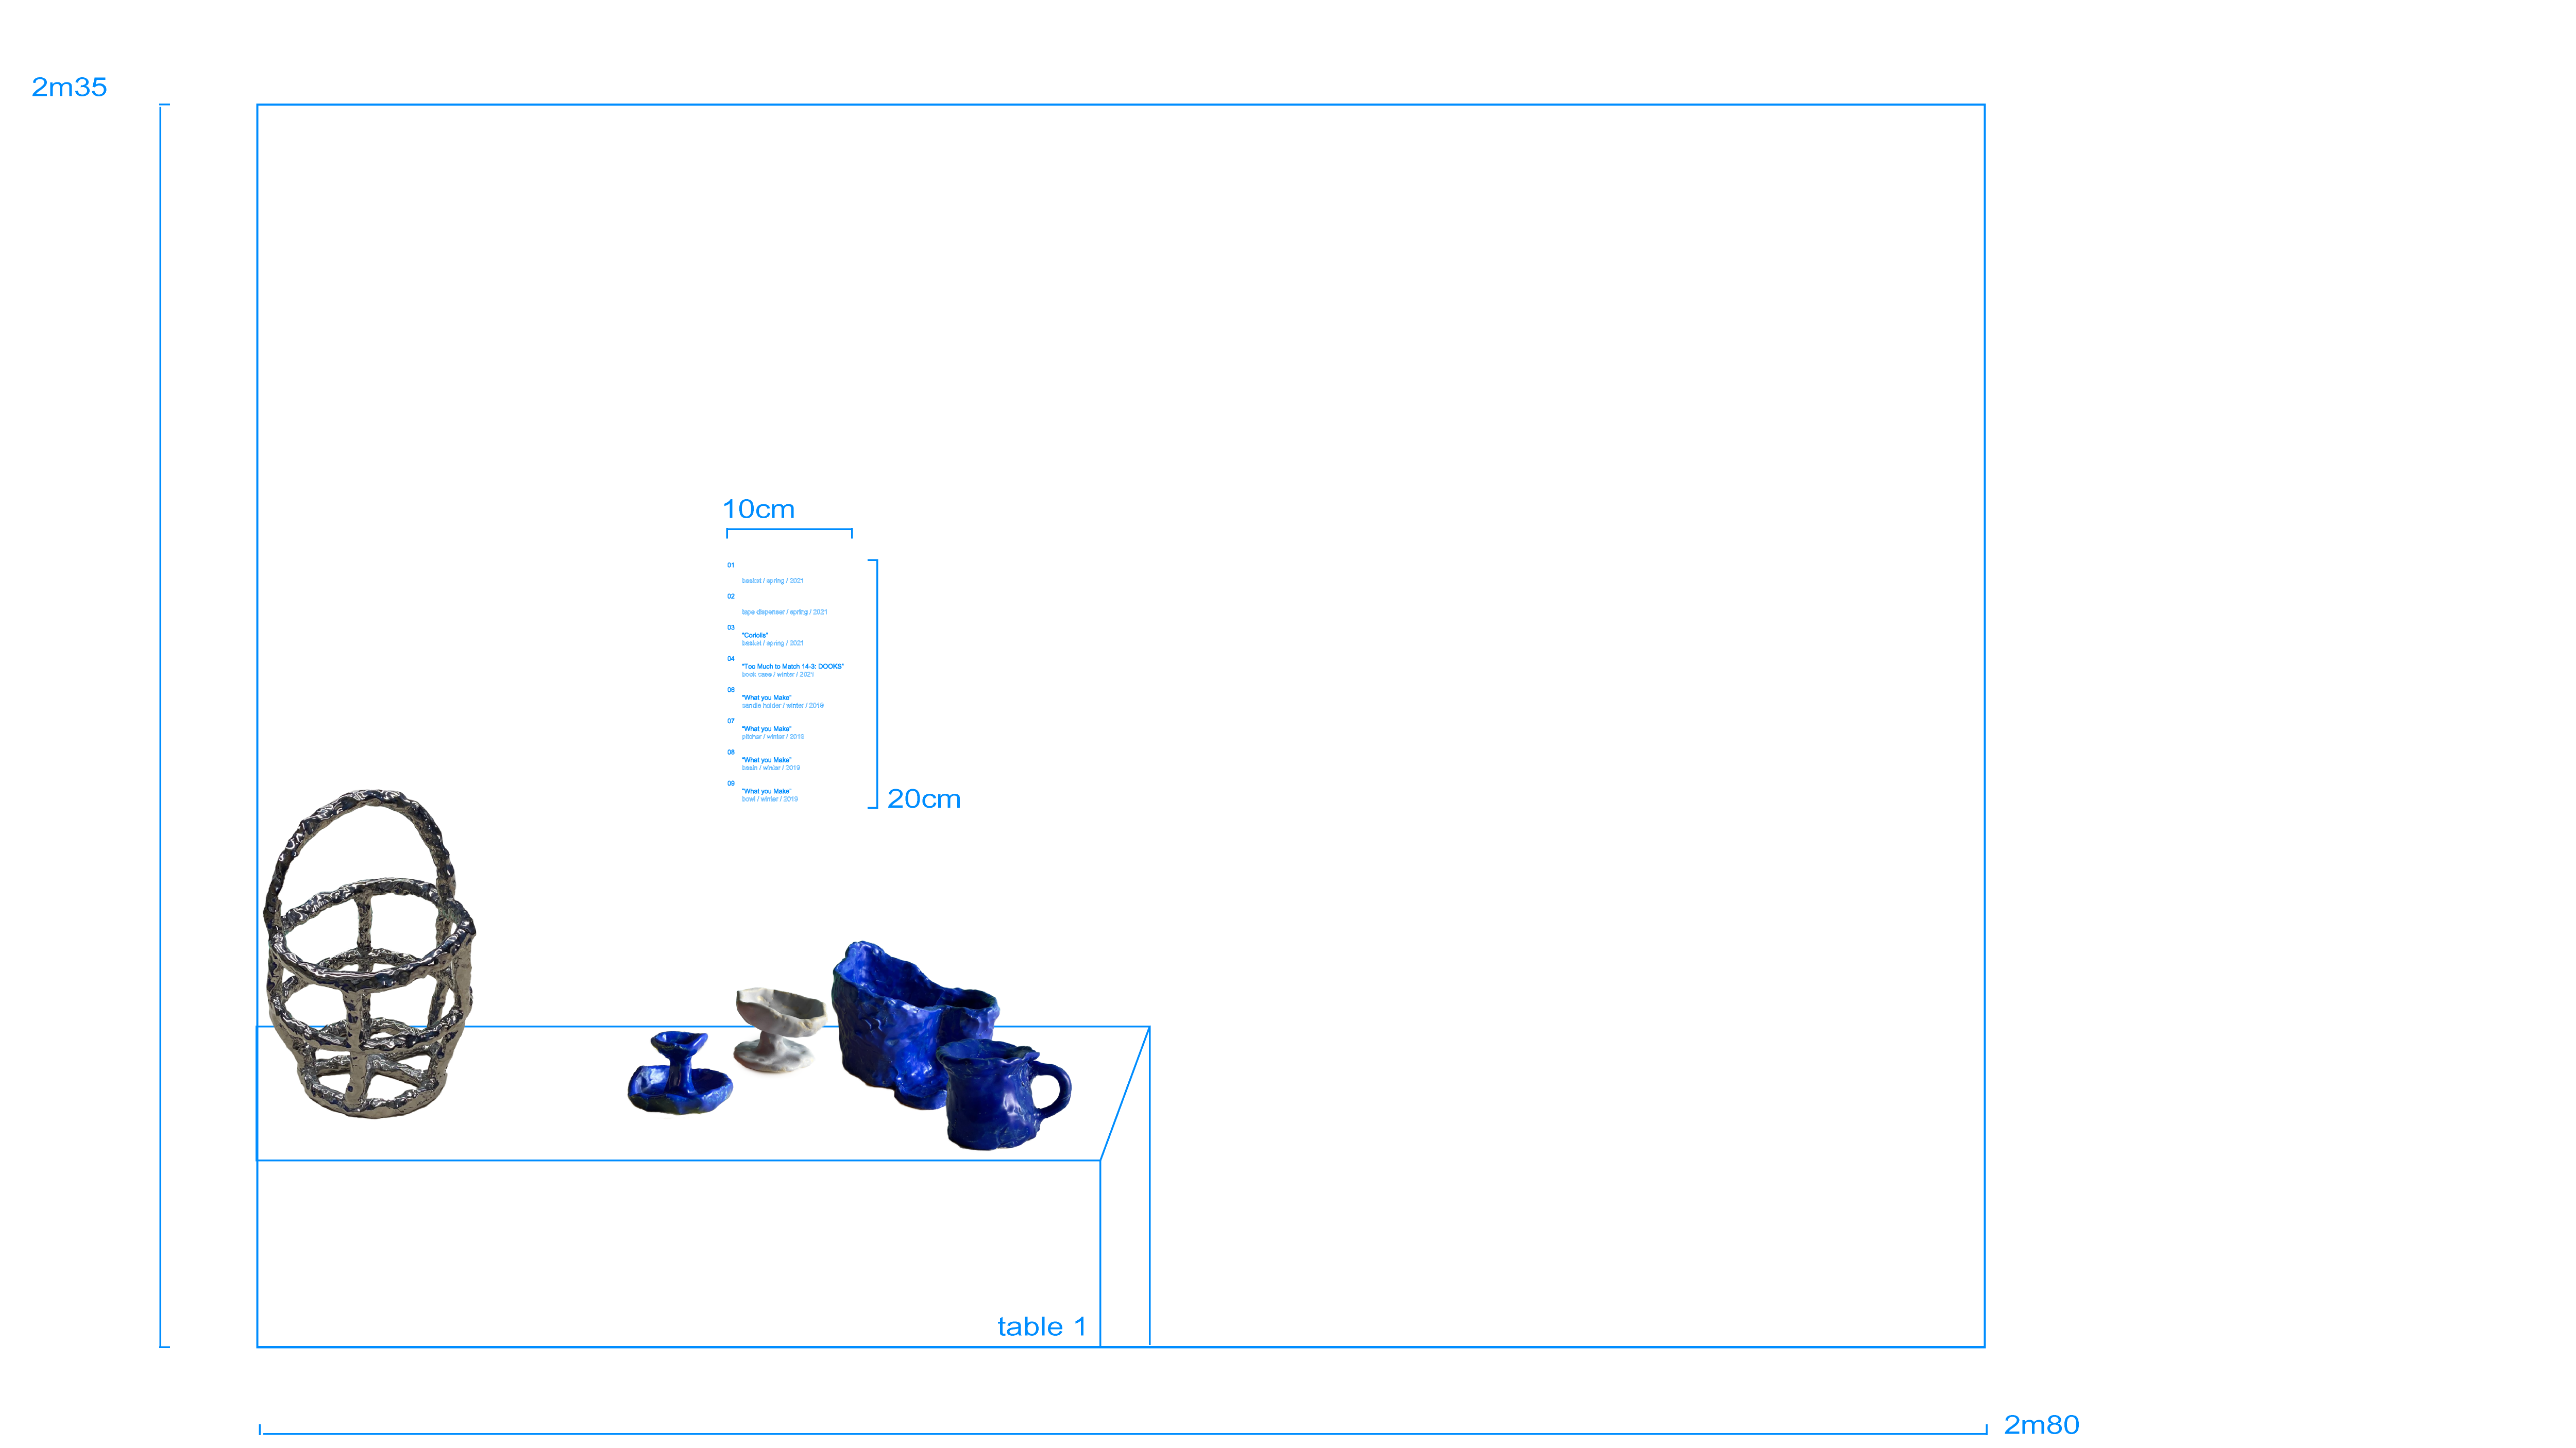 2m35
10cm
01
basket / spring / 2021
02
tape dispenser / spring / 2021
03
"Coriolis"
basket / spring / 2021
04
"Too Much to Match 14-3: DOOKS"
book case / winter / 2021
06
"What you Make"
candle holder / winter / 2019
07
"What you Make"
pitcher / winter / 2019
08
"What you Make"
basin / winter / 2019
09
"What you Make"
bowl / winter / 2019
20cm
table 1
2m80